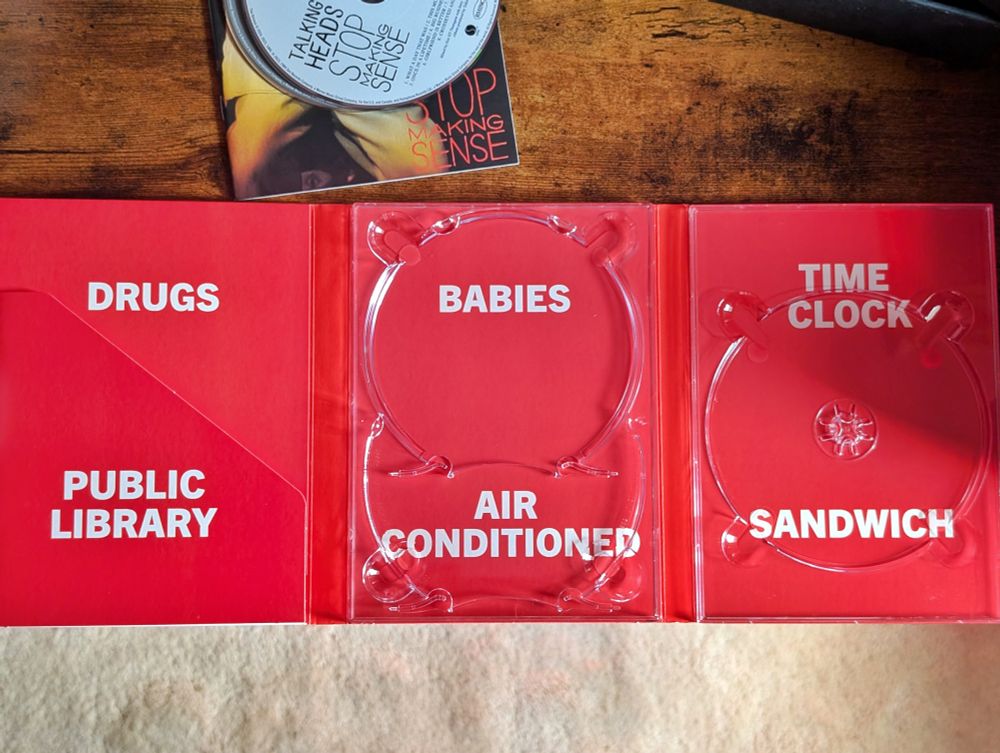 TALKING
HEADS
STOP
MAKING
SENSE
STOP
MAKING
SENSE
DRUGS
PUBLIC
LIBRARY
BABIES
AIR
CONDITIONED
TIME
CLOCK
SANDWICH